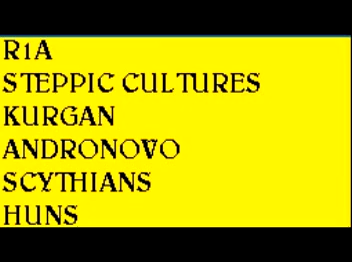 R1A
STEPPIC CULTURES
KURGAN
ANDRONOVO
SCYTHIANS
HUNS